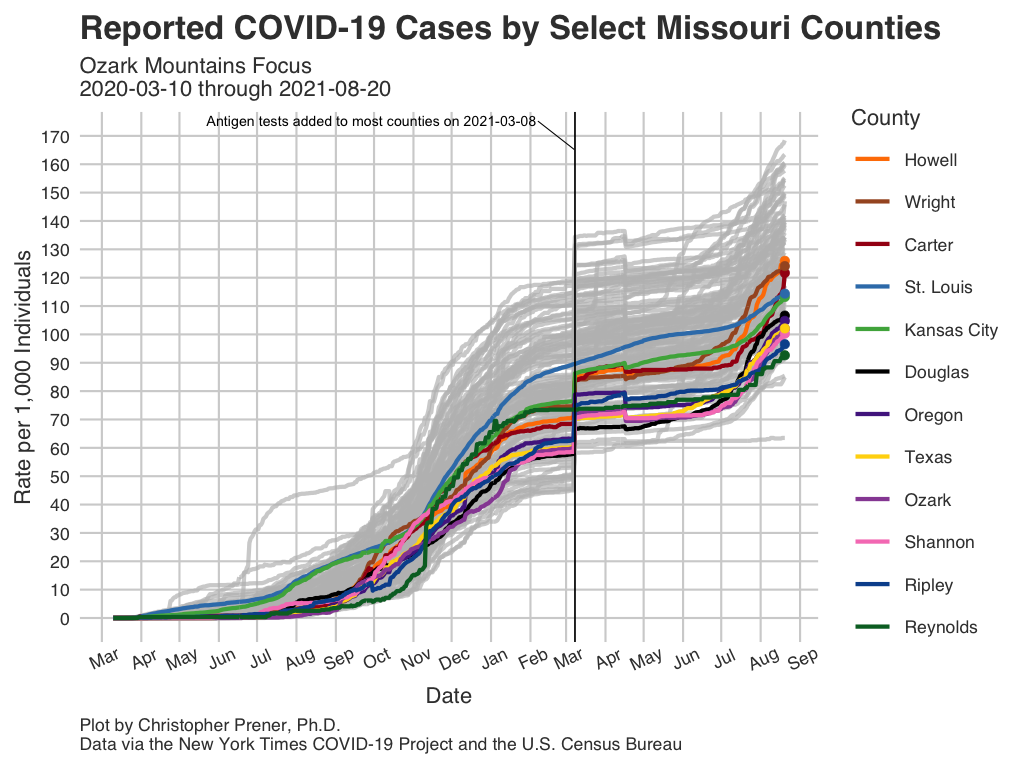 Reported COVID-19 Cases by Select Missouri Counties
Ozark Mountains Focus
2020-03-10 through 2021-08-20
Antigen tests added to most counties on 2021-03-08
Rate per 1,000 Individuals
170
160
150
140
130
120
110
100
90
80
70
60
50
40
30
20
10
0
Mar Apr May Jun Jul Aug Sep Oct Nov Dec Jan Feb Mar Apr May Jun Jul Aug Sep
Date
County
Howell
Wright
Carter
St. Louis
Kansas City
Douglas
Oregon
Texas
Ozark
Shannon
Ripley
Reynolds
Plot by Christopher Prener, Ph.D.
Data via the New York Times COVID-19 Project and the U.S. Census Bureau